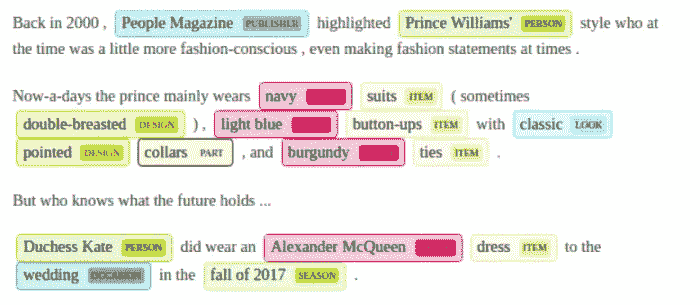 Back in 2000 , People Magazine PUBLISHER highlighted Prince Williams' PERSON style who at
the time was a little more fashion-conscious , even making fashion statements at times .
Now-a-days the prince mainly wears navy suits ITEM ( sometimes
double-breasted DESIGN ) , light blue button-ups ITEM with classic LOOK
pointed DESIGN collars PART , and burgundy ties ITEM .
But who knows what the future holds ...
Duchess Kate PERSON did wear an Alexander McQueen dress ITEM to the
wedding OCCASION in the fall of 2017 SEASON .